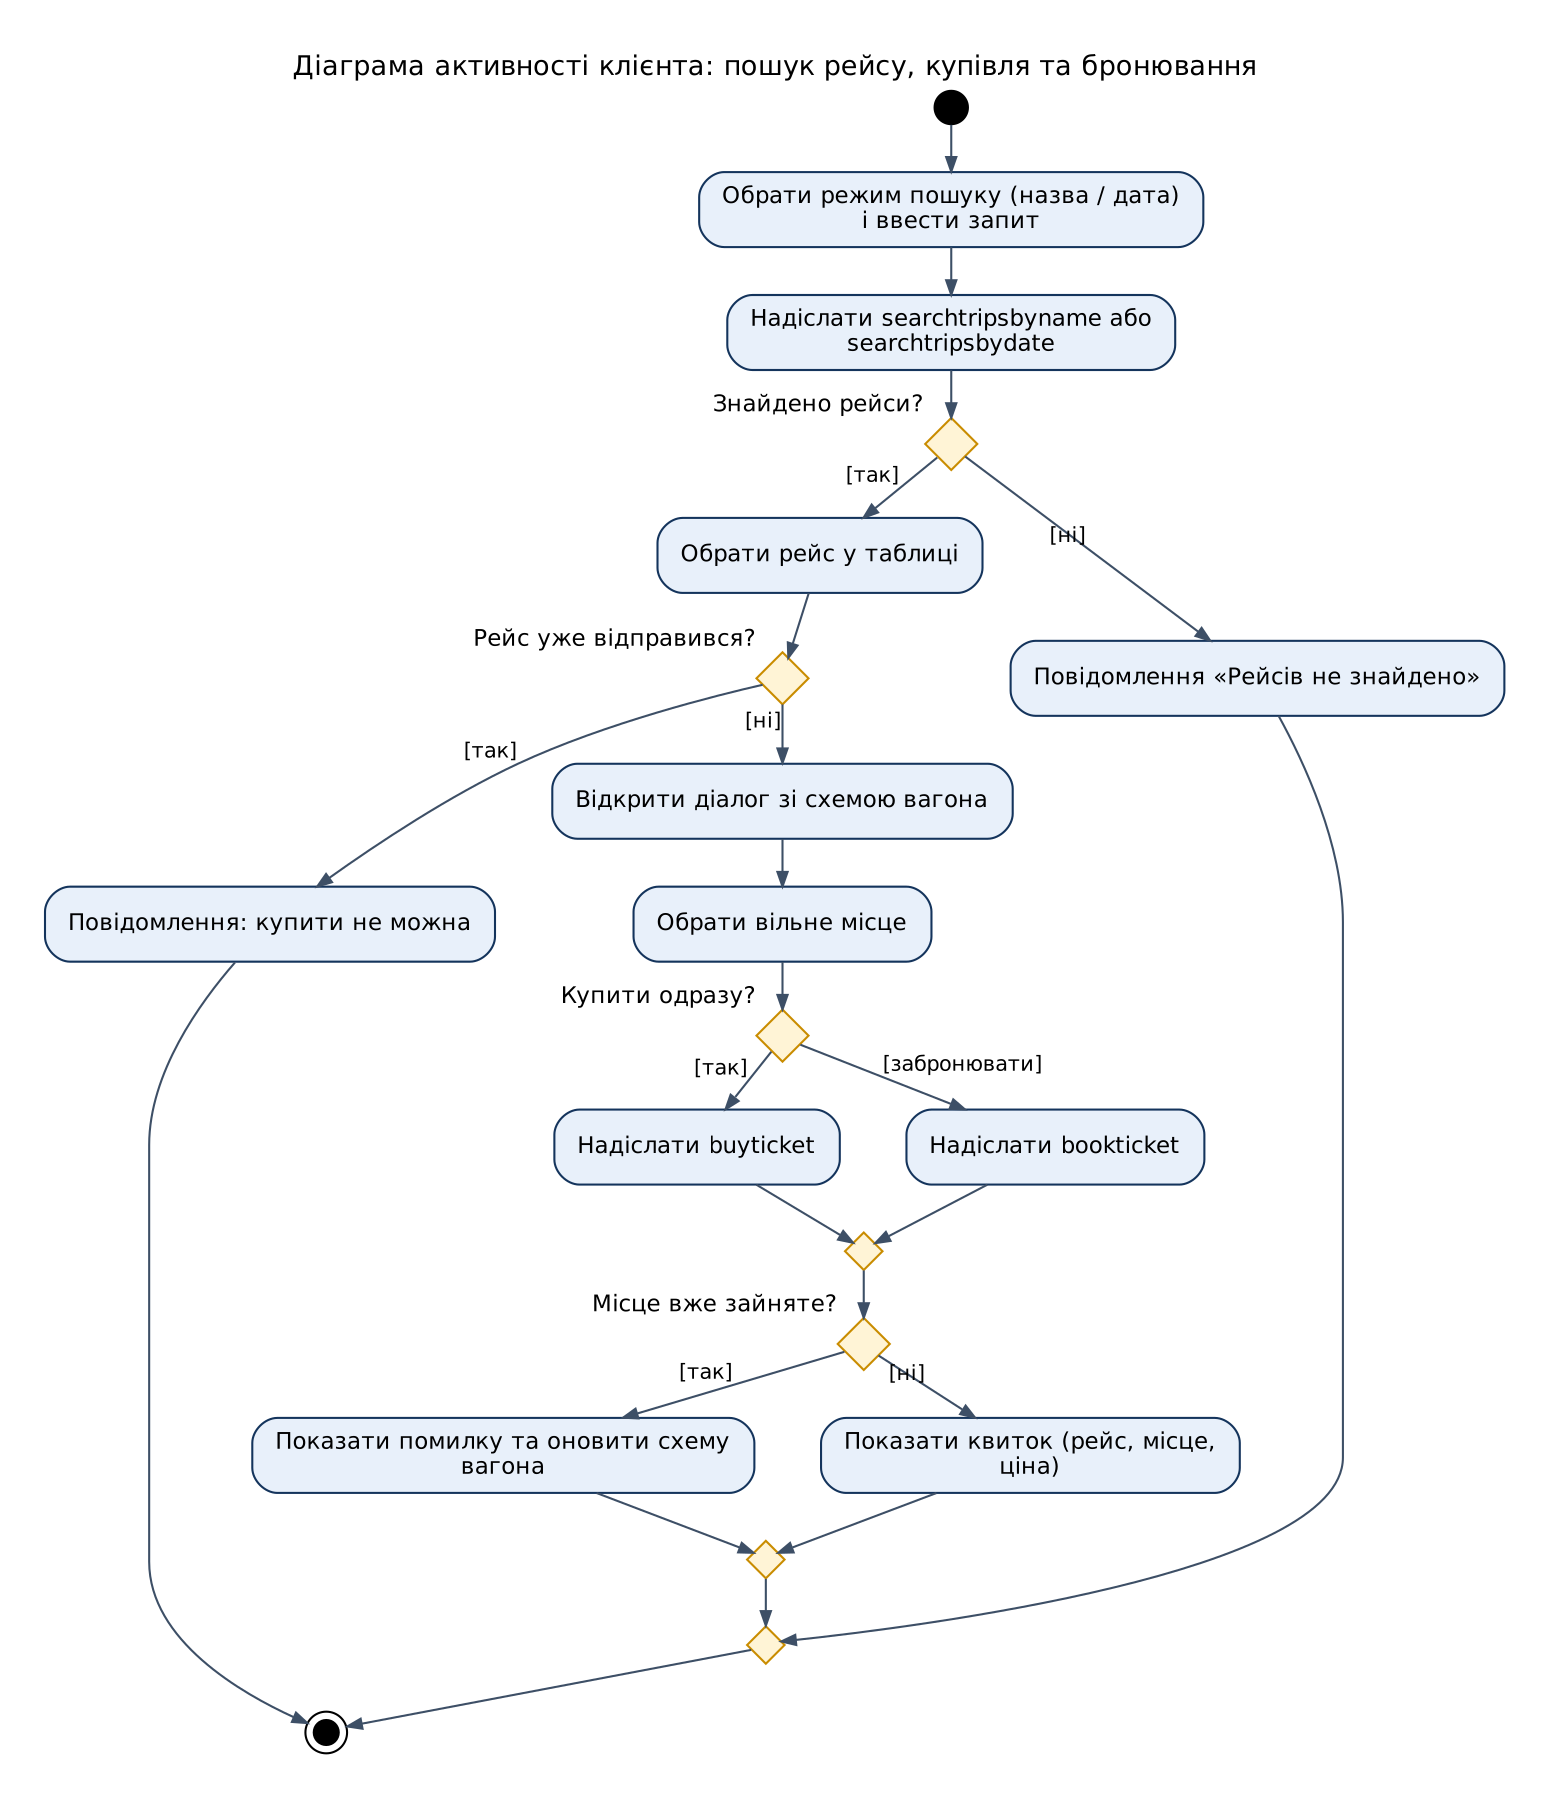 Діаграма активності клієнта: пошук рейсу, купівля та бронювання
Обрати режим пошуку (назва / дата)
і ввести запит
Надіслати searchtripsbyname або
searchtripsbydate
Знайдено рейси?
[так]
[ні]
Обрати рейс у таблиці
Рейс уже відправився?
Повідомлення «Рейсів не знайдено»
[ні]
[так]
Відкрити діалог зі схемою вагона
Повідомлення: купити не можна
Обрати вільне місце
Купити одразу?
[так]
[забронювати]
Надіслати buyticket
Надіслати bookticket
Місце вже зайняте?
[так]
[ні]
Показати помилку та оновити схему
вагона
Показати квиток (рейс, місце,
ціна)